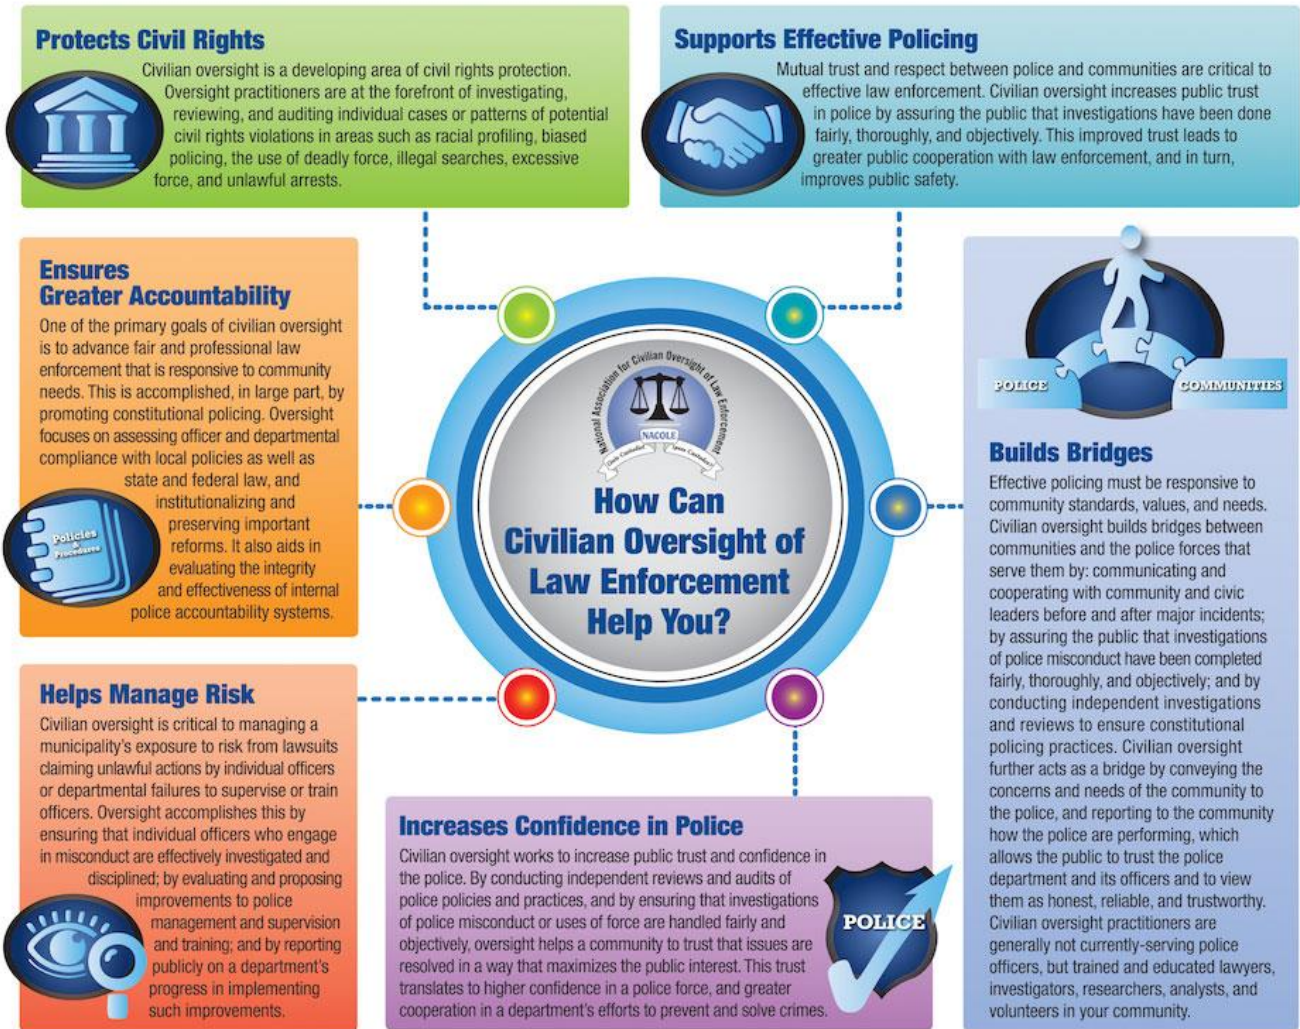 Protects Civil Rights
Civilian oversight is a developing area of civil rights protection.
Oversight practitioners are at the forefront of investigating,
reviewing, and auditing individual cases or patterns of potential
civil rights violations in areas such as racial profiling, biased
policing, the use of deadly force, illegal searches, excessive
force, and unlawful arrests.
Supports Effective Policing
Mutual trust and respect between police and communities are critical to
effective law enforcement. Civilian oversight increases public trust
in police by assuring the public that investigations have been done
fairly, thoroughly, and objectively. This improved trust leads to
greater public cooperation with law enforcement, and in turn,
improves public safety.
Ensures
Greater Accountability
One of the primary goals of civilian oversight
is to advance fair and professional law
enforcement that is responsive to community
needs. This is accomplished, in large part, by
promoting constitutional policing. Oversight
focuses on assessing officer and departmental
compliance with local policies as well as
state and federal law, and
institutionalizing and
preserving important
reforms. It also aids in
evaluating the integrity
and effectiveness of internal
police accountability systems.
Policies
&
Procedures
National Association for Civilian Oversight of Law Enforcement
NACOLE
Quis Custodiet Ipsos Custodes?
How Can
Civilian Oversight of
Law Enforcement
Help You?
POLICE
COMMUNITIES
Builds Bridges
Effective policing must be responsive to
community standards, values, and needs.
Civilian oversight builds bridges between
communities and the police forces that
serve them by: communicating and
cooperating with community and civic
leaders before and after major incidents;
by assuring the public that investigations
of police misconduct have been completed
fairly, thoroughly, and objectively; and by
conducting independent investigations
and reviews to ensure constitutional
policing practices. Civilian oversight
further acts as a bridge by conveying the
concerns and needs of the community to
the police, and reporting to the community
how the police are performing, which
allows the public to trust the police
department and its officers and to view
them as honest, reliable, and trustworthy.
Civilian oversight practitioners are
generally not currently-serving police
officers, but trained and educated lawyers,
investigators, researchers, analysts, and
volunteers in your community.
Helps Manage Risk
Civilian oversight is critical to managing a
municipality's exposure to risk from lawsuits
claiming unlawful actions by individual officers
or departmental failures to supervise or train
officers. Oversight accomplishes this by
ensuring that individual officers who engage
in misconduct are effectively investigated and
disciplined; by evaluating and proposing
improvements to police
management and supervision
and training; and by reporting
publicly on a department's
progress in implementing
such improvements.
Increases Confidence in Police
Civilian oversight works to increase public trust and confidence in
the police. By conducting independent reviews and audits of
police policies and practices, and by ensuring that investigations
of police misconduct or uses of force are handled fairly and
objectively, oversight helps a community to trust that issues are
resolved in a way that maximizes the public interest. This trust
translates to higher confidence in a police force, and greater
cooperation in a department's efforts to prevent and solve crimes.
POLICE